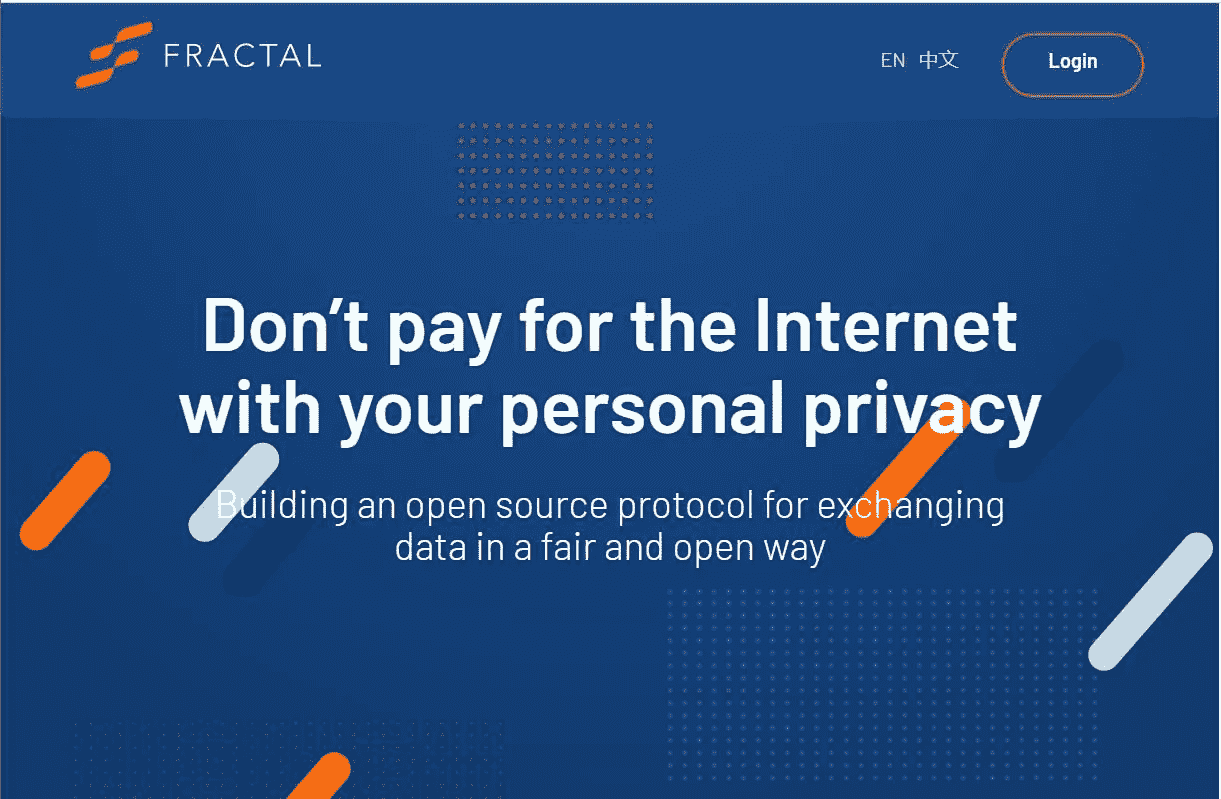 FRACTAL
EN 中文
Login
Don’t pay for the Internet
with your personal privacy
Building an open source protocol for exchanging
data in a fair and open way